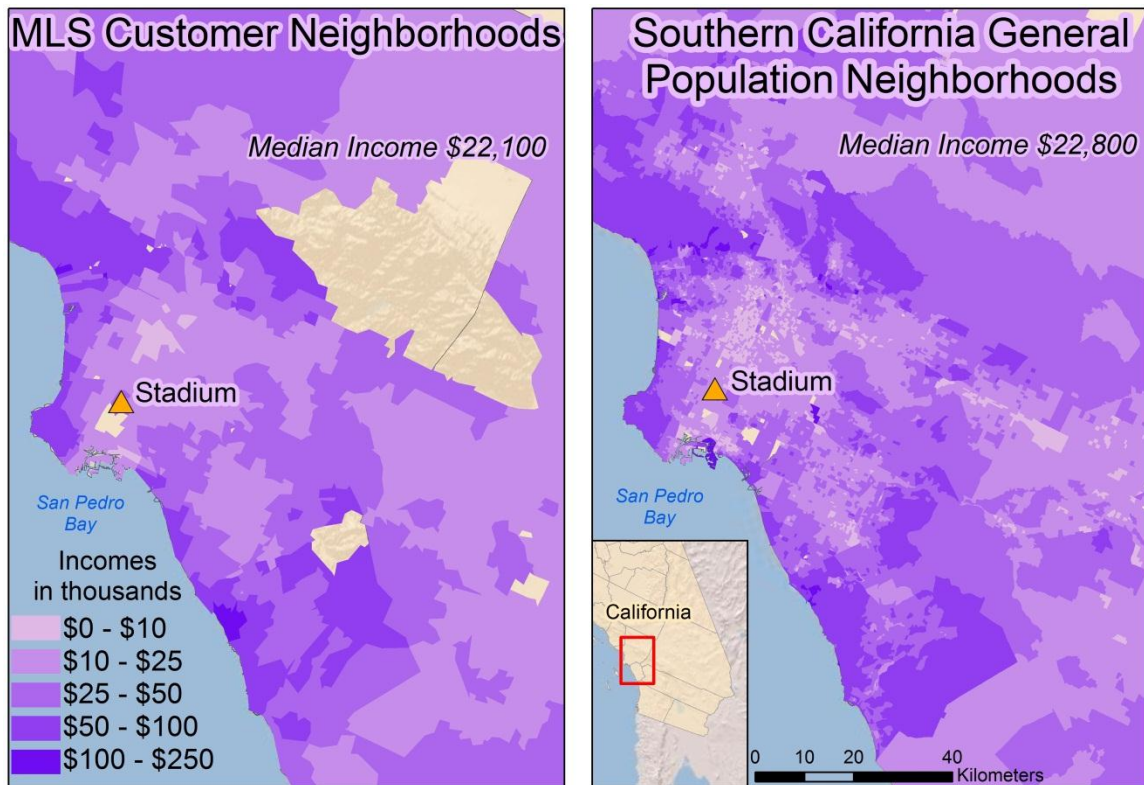 MLS Customer Neighborhoods
Median Income $22,100
Stadium
San Pedro
Bay
Incomes
in thousands
$0 - $10
$10 - $25
$25 - $50
$50 - $100
$100 - $250
Southern California General
Population Neighborhoods
Median Income $22,800
Stadium
San Pedro
Bay
California
0 10 20 40
Kilometers